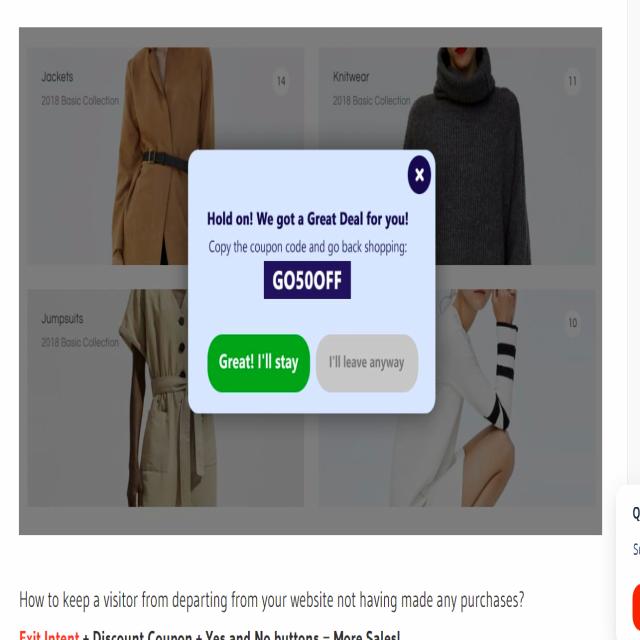 Jackets
14
2018 Basic Collection
Knitwear
11
2018 Basic Collection
x
Hold on! We got a Great Deal for you!
Copy the coupon code and go back shopping:
GO50OFF
Great! I'll stay
I'll leave anyway
Jumpsuits
2018 Basic Collection
10
How to keep a visitor from departing from your website not having made any purchases?
Exit Intent + Discount Coupon + Yes and No buttons = More Sales!